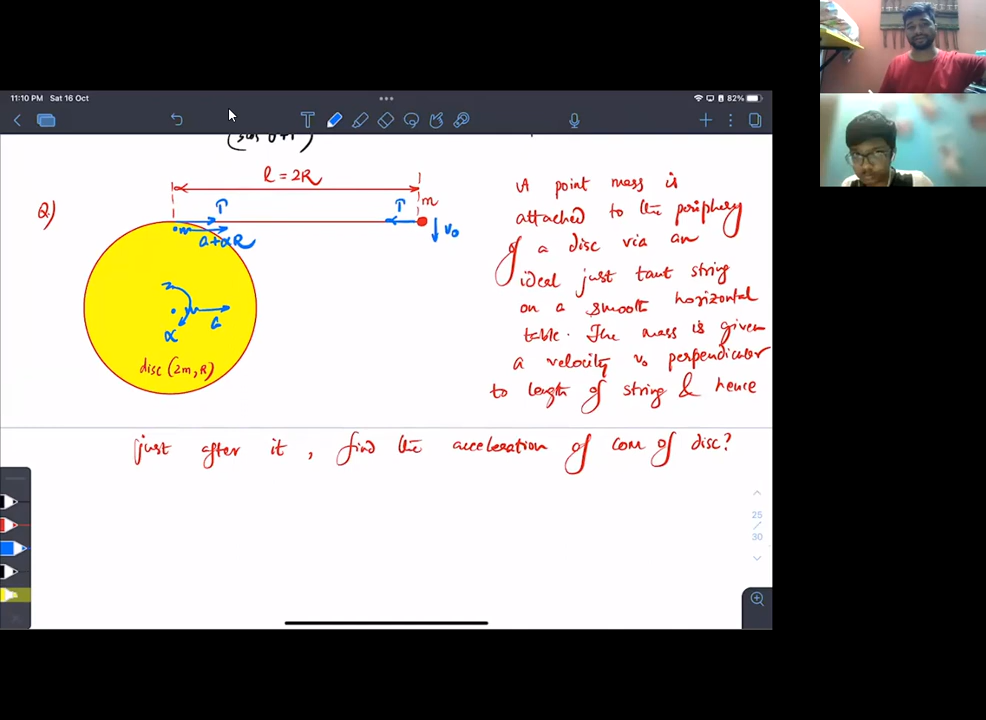 11:10 PM Sat 16 Oct
82%
(sin θ+1)
l = 2R
Q)
T
T
m
v₀
a+αR
a
α
disc (2m, R)
A point mass is
attached to the periphery
of a disc via an
ideal just taut string
on a smooth horizontal
table. The mass is given
a velocity v₀ perpendicular
to length of string & hence
just after it, find the acceleration of com of disc?
25
/
30